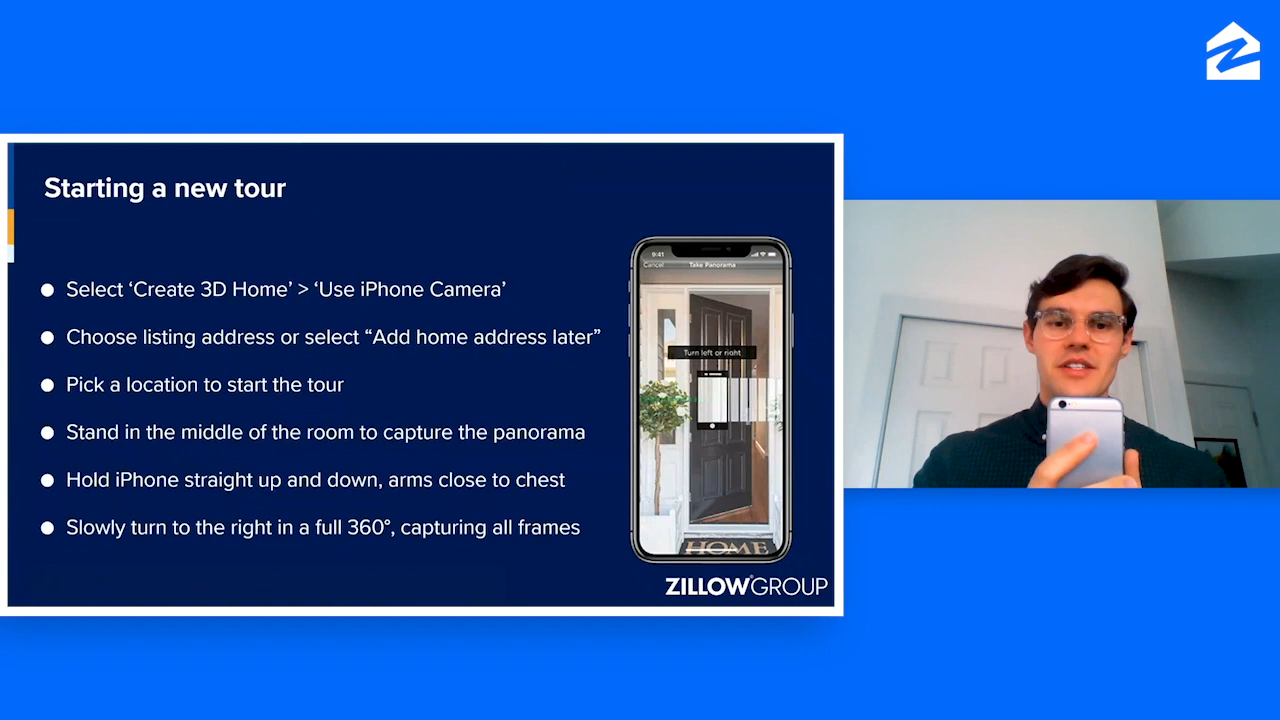 Starting a new tour
● Select ‘Create 3D Home’ > ‘Use iPhone Camera’
● Choose listing address or select “Add home address later”
● Pick a location to start the tour
● Stand in the middle of the room to capture the panorama
● Hold iPhone straight up and down, arms close to chest
● Slowly turn to the right in a full 360°, capturing all frames
9:41
Cancel Take Panorama
Turn left or right
HOME
ZILLOW GROUP